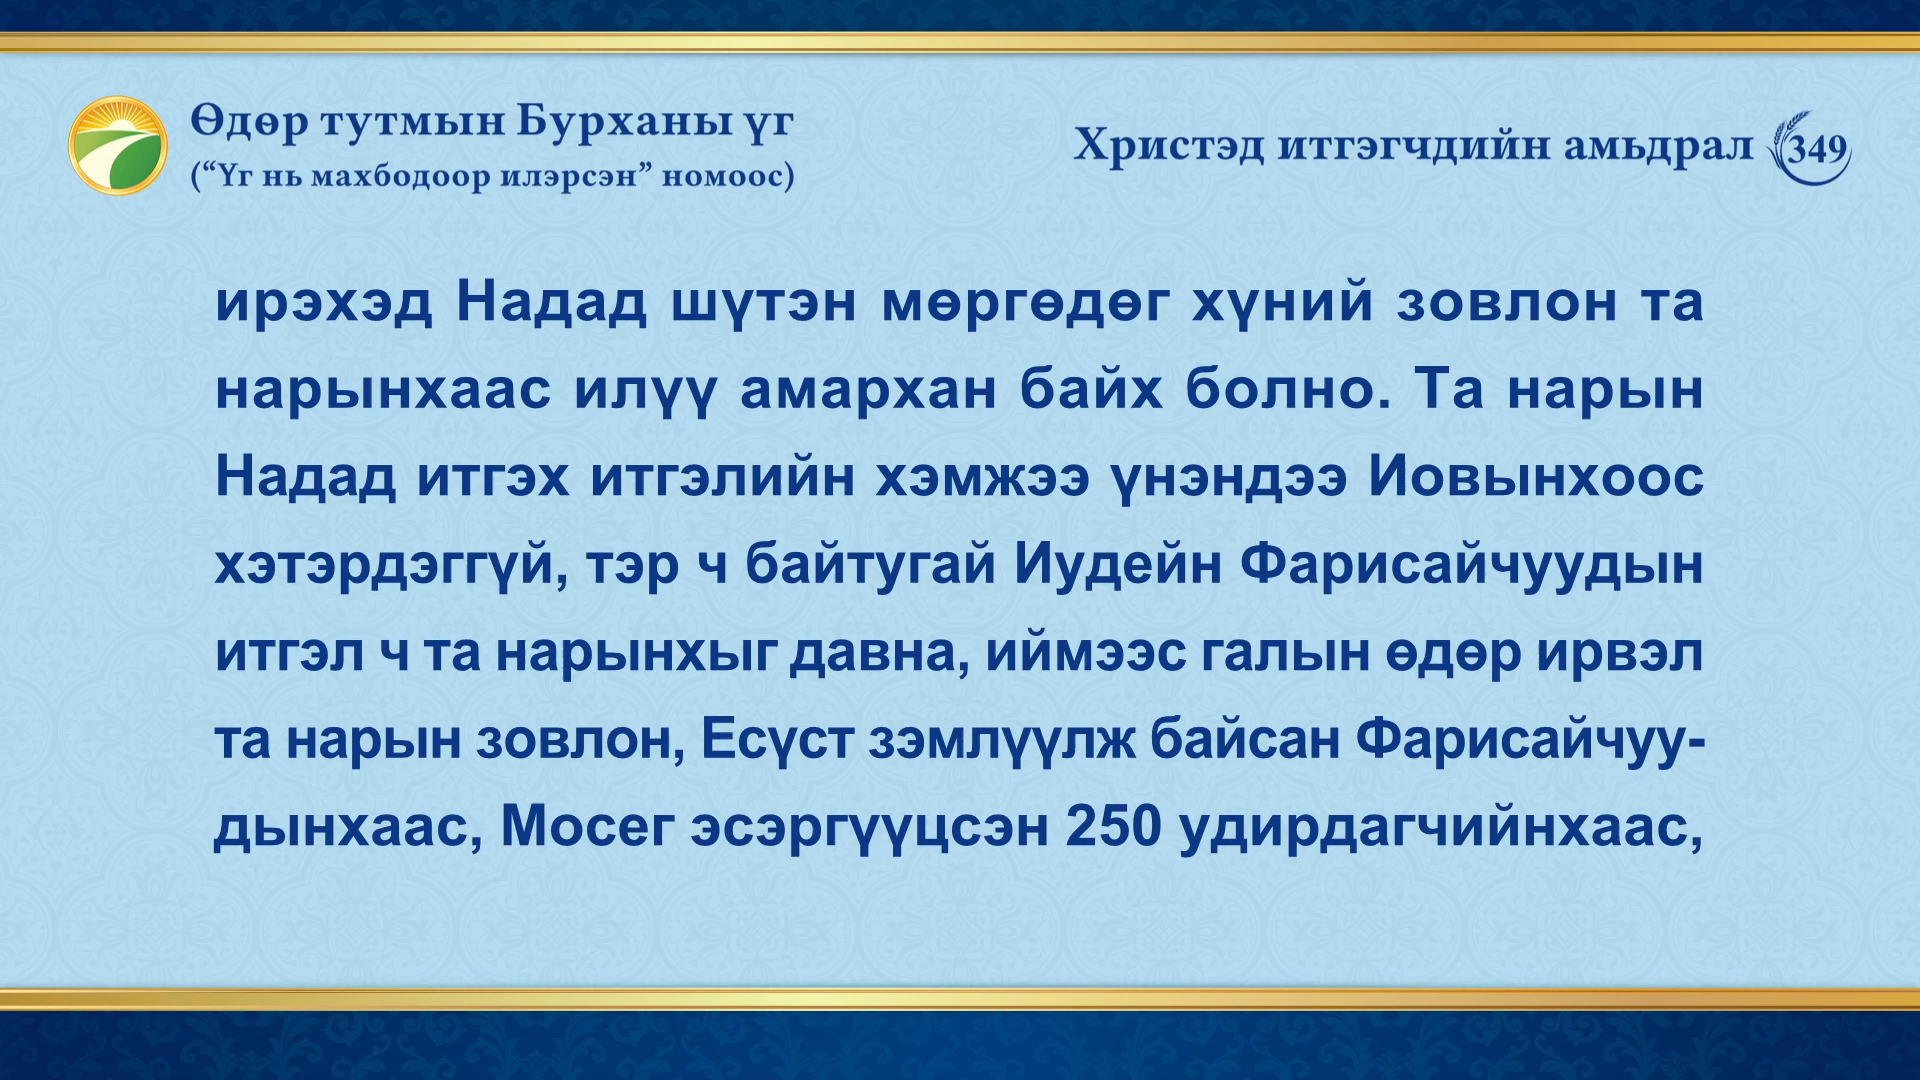 Өдөр тутмын Бурханы үг
(“Үг нь махбодоор илэрсэн” номоос)
Христэд итгэгчдийн амьдрал 349
ирэхэд Надад шүтэн мөргөдөг хүний зовлон та
нарынхаас илүү амархан байх болно. Та нарын
Надад итгэх итгэлийн хэмжээ үнэндээ Иовынхоос
хэтэрдэггүй, тэр ч байтугай Иудейн Фарисайчуудын
итгэл ч та нарынхыг давна, иймээс галын өдөр ирвэл
та нарын зовлон, Есүст зэмлүүлж байсан Фарисайчуу-
дынхаас, Мосег эсэргүүцсэн 250 удирдагчийнхаас,